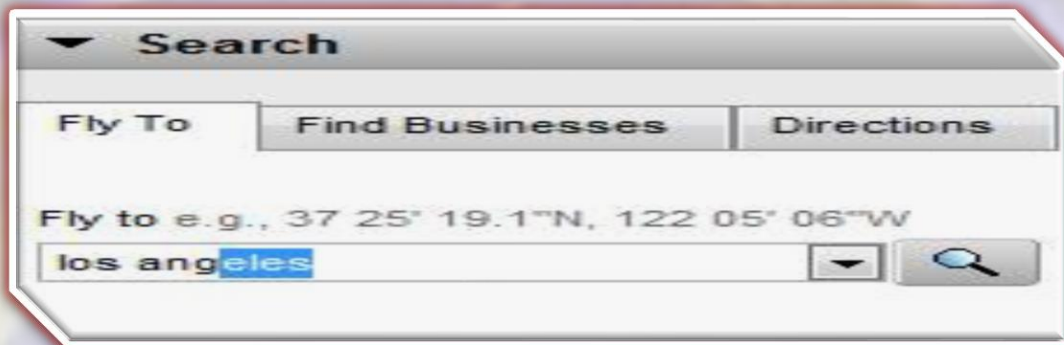 Search
Fly To Find Businesses Directions
Fly to e.g., 37 25' 19.1"N, 122 05' 06"W
los angeles